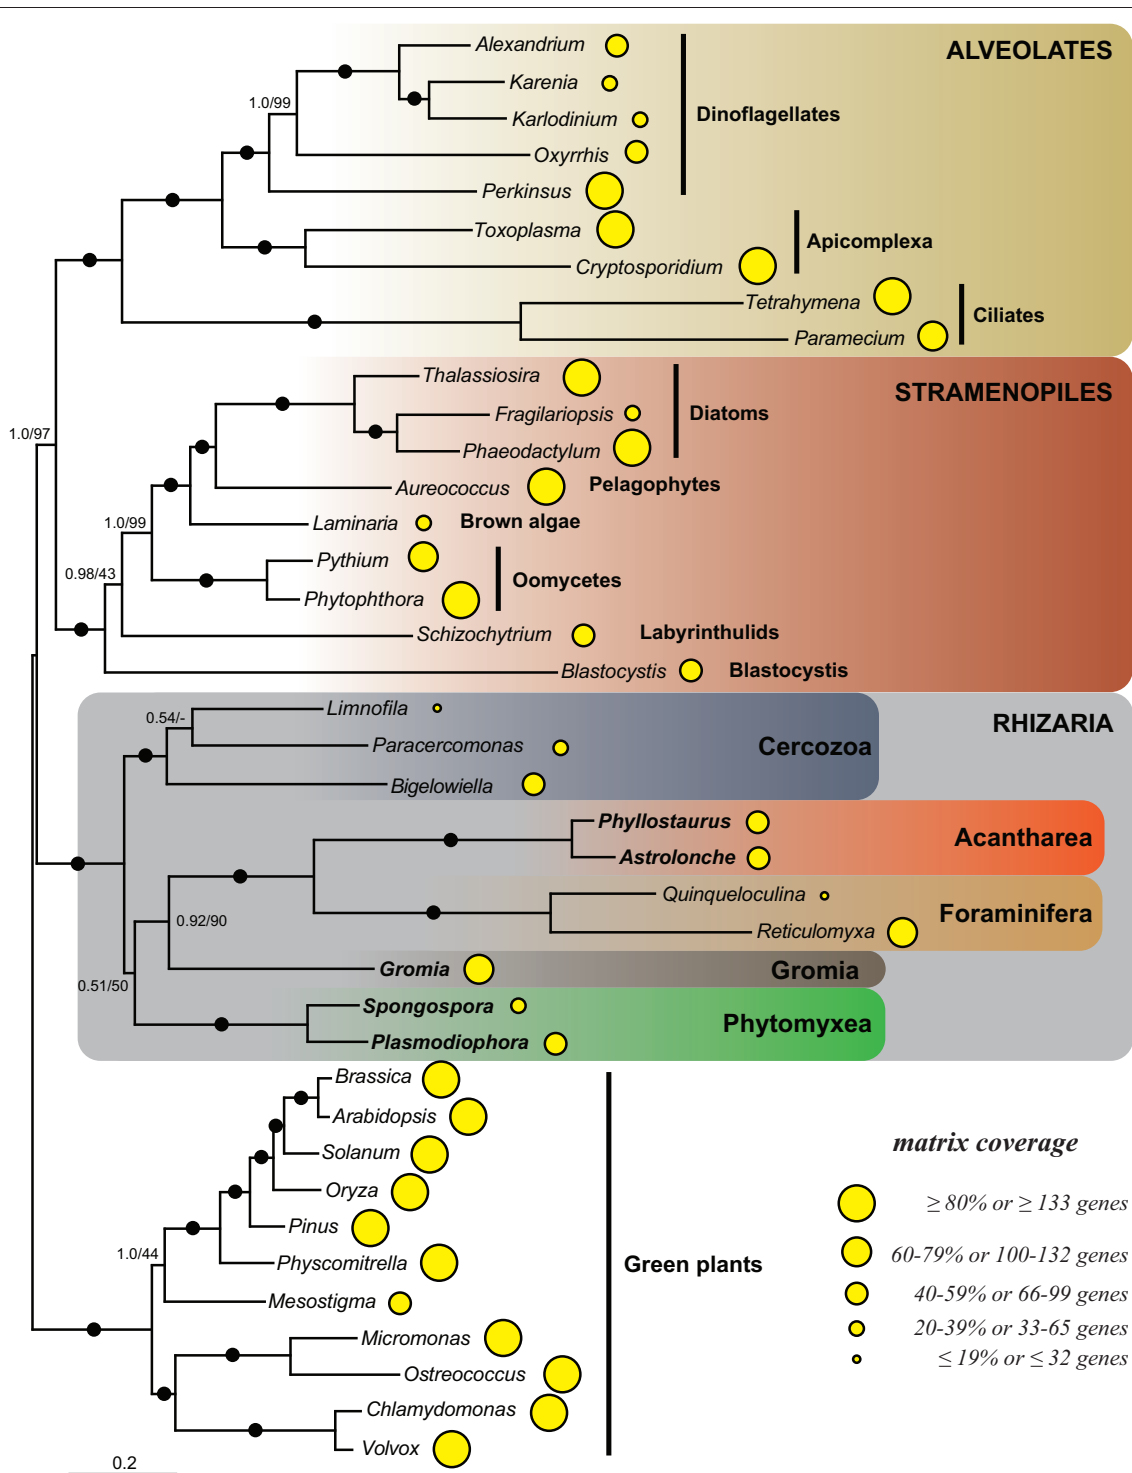 Alexandrium
ALVEOLATES
Karenia
1.0/99
Dinoflagellates
Karlodinium
Oxyrrhis
Perkinsus
Toxoplasma
Apicomplexa
Cryptosporidium
Tetrahymena
Ciliates
Paramecium
Thalassiosira
STRAMENOPILES
Fragilariopsis
Diatoms
1.0/97
Phaeodactylum
Aureococcus
Pelagophytes
1.0/99
Laminaria
Brown algae
Pythium
0.98/43
Oomycetes
Phytophthora
Schizochytrium
Labyrinthulids
Blastocystis
Blastocystis
Limnofila
0.54/-
RHIZARIA
Paracercomonas
Cercozoa
Bigelowiella
Phyllostaurus
Acantharea
Astrolonche
Quinqueloculina
0.92/90
Foraminifera
Reticulomyxa
Gromia
Gromia
0.51/50
Spongospora
Phytomyxea
Plasmodiophora
Brassica
Arabidopsis
Solanum
matrix coverage
Oryza
≥ 80% or ≥ 133 genes
Pinus
1.0/44
60-79% or 100-132 genes
Physcomitrella
Green plants
40-59% or 66-99 genes
Mesostigma
20-39% or 33-65 genes
Micromonas
≤ 19% or ≤ 32 genes
Ostreococcus
Chlamydomonas
Volvox
0.2